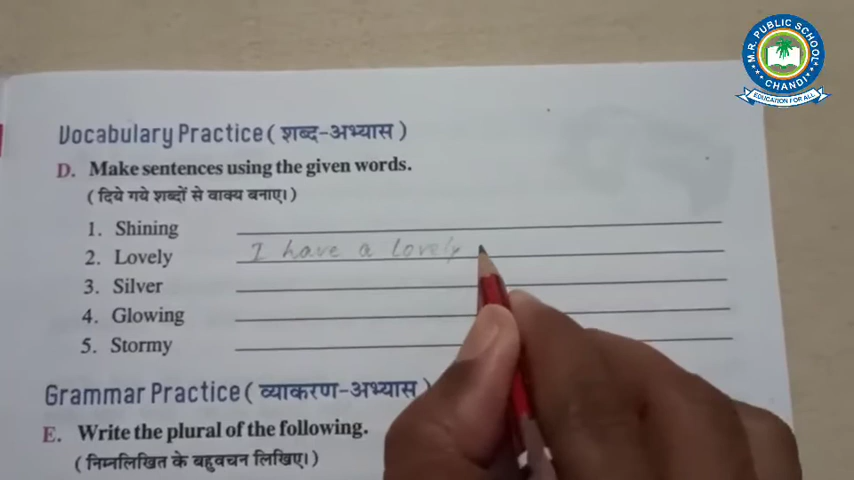 M.R. PUBLIC SCHOOL
CHANDI
EDUCATION FOR ALL
Vocabulary Practice ( शब्द-अभ्यास )
D. Make sentences using the given words.
( दिये गये शब्दों से वाक्य बनाए। )
1. Shining
2. Lovely I have a lovely
3. Silver
4. Glowing
5. Stormy
Grammar Practice ( व्याकरण-अभ्यास )
E. Write the plural of the following.
( निम्नलिखित के बहुवचन लिखिए। )